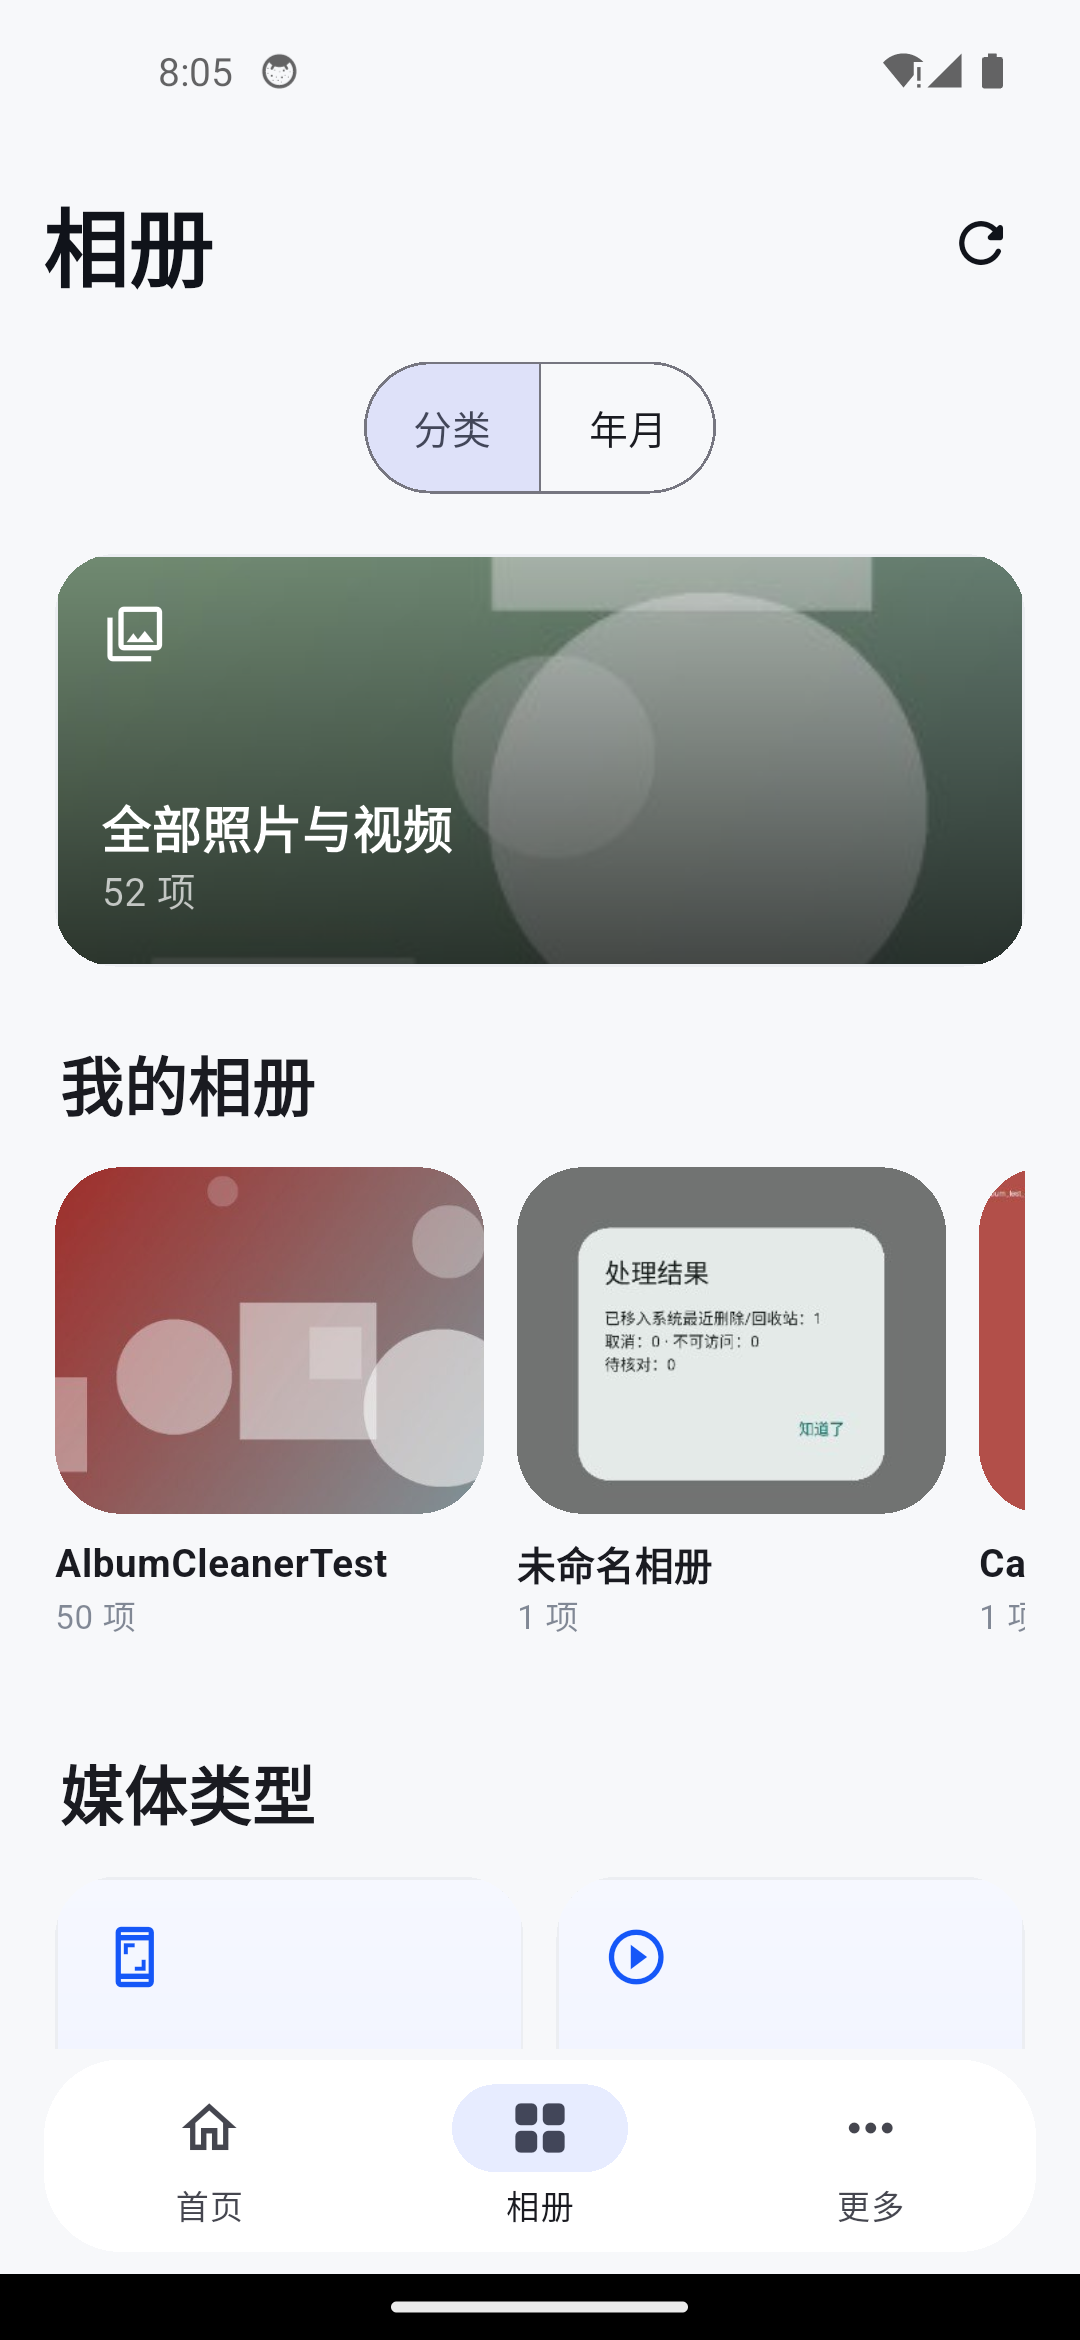 8:05
相册
分类
年月
全部照片与视频
52 项
我的相册
处理结果
已移入系统最近删除/回收站：1
取消：0 · 不可访问：0
待核对：0
知道了
AlbumCleanerTest
未命名相册
Ca
50 项
1 项
1
媒体类型
首页
相册
更多